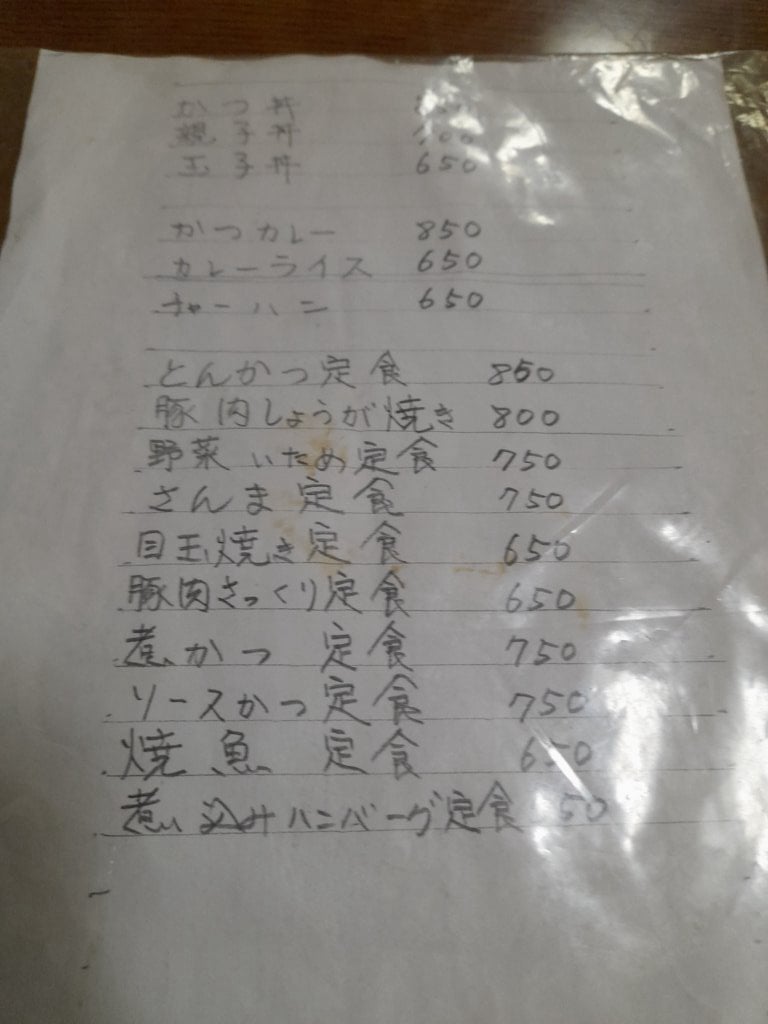 かつ丼
親子丼 700
玉子丼 650
かつカレー 850
カレーライス 650
チャーハン 650
とんかつ定食 850
豚肉しょうが焼き 800
野菜いため定食 750
さんま定食 750
目玉焼き定食 650
豚肉さっくり定食 650
煮かつ定食 750
ソースかつ定食 750
焼魚定食 650
煮込みハンバーグ定食